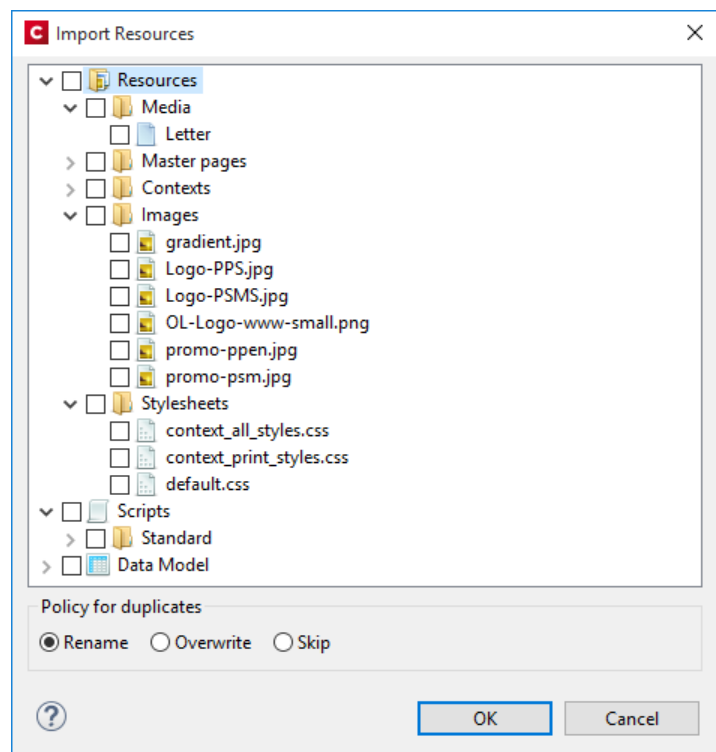 Import Resources
Resources
Media
Letter
Master pages
Contexts
Images
gradient.jpg
Logo-PPS.jpg
Logo-PSMS.jpg
OL-Logo-www-small.png
promo-ppen.jpg
promo-psm.jpg
Stylesheets
context_all_styles.css
context_print_styles.css
default.css
Scripts
Standard
Data Model
Policy for duplicates
Rename Overwrite Skip
? OK Cancel